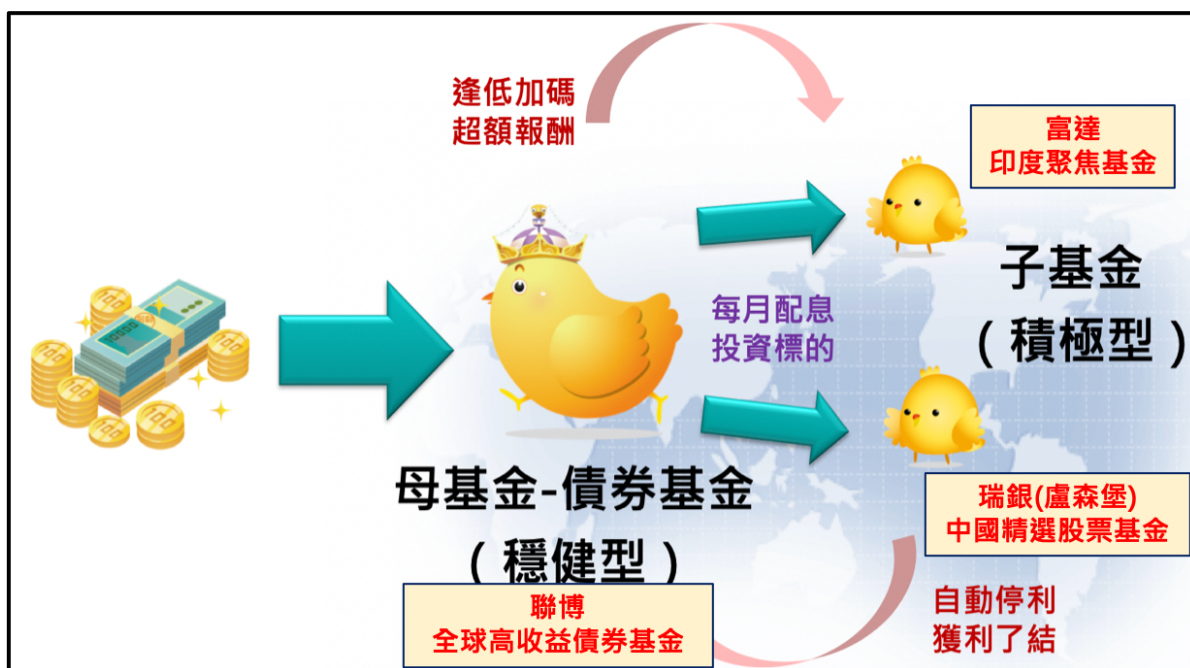 逢低加碼
超額報酬
富達
印度聚焦基金
子基金
(積極型)
每月配息
投資標的
母基金-債券基金
(穩健型)
聯博
全球高收益債券基金
瑞銀(盧森堡)
中國精選股票基金
自動停利
獲利了結
100
100
100